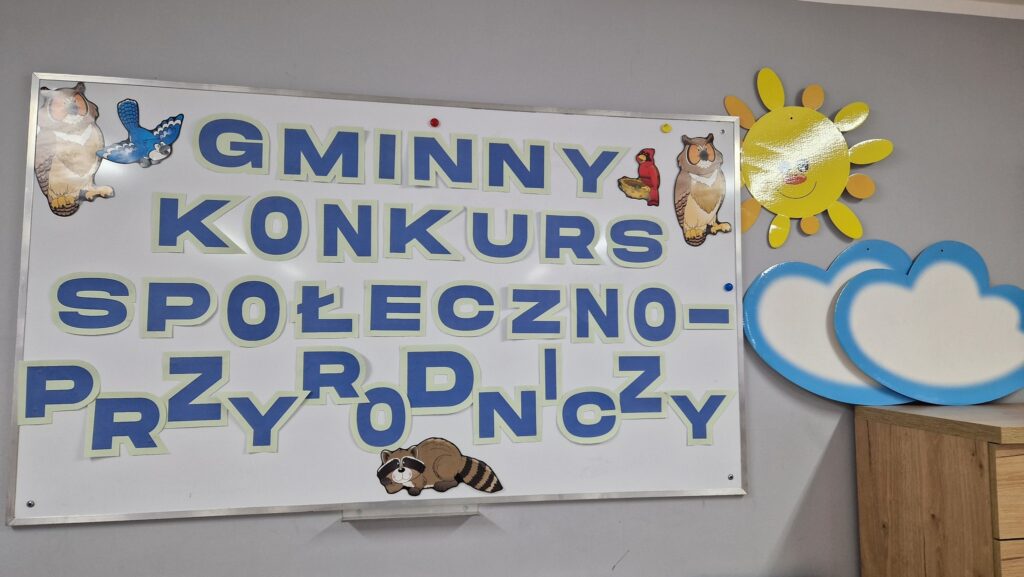 GMINNY
KONKURS
SPOŁECZNO-
PRZYRODNICZY